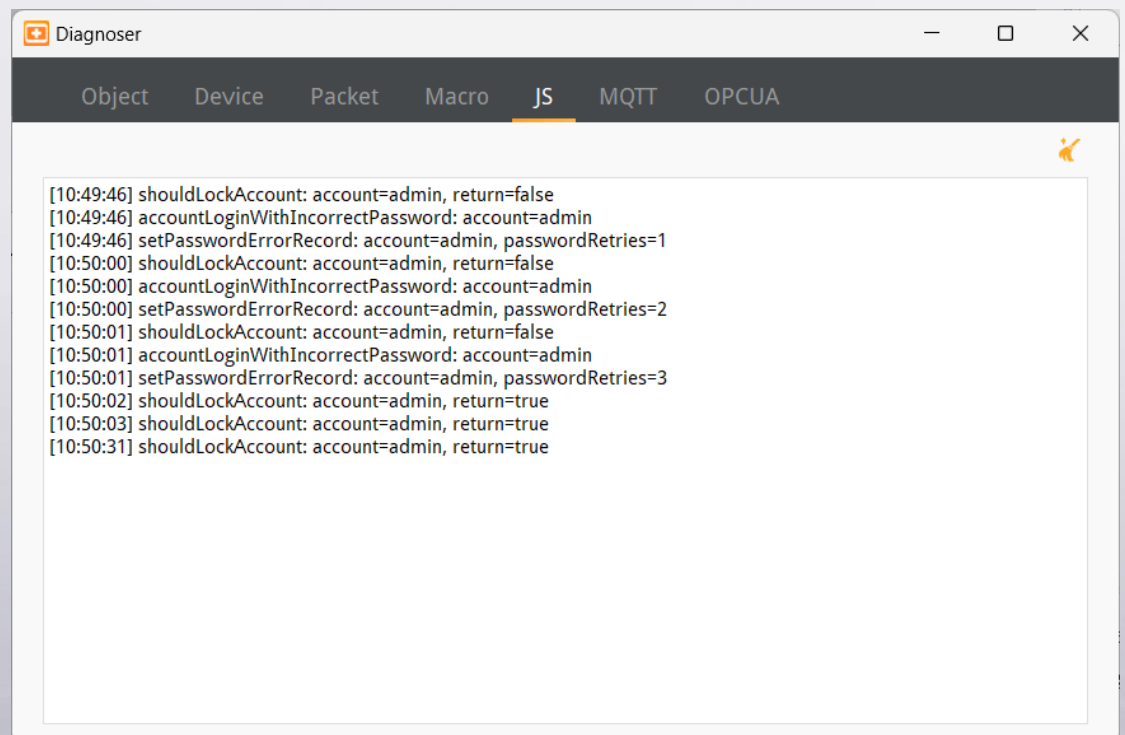 Diagnoser
Object Device Packet Macro JS MQTT OPCUA
[10:49:46] shouldLockAccount: account=admin, return=false
[10:49:46] accountLoginWithIncorrectPassword: account=admin
[10:49:46] setPasswordErrorRecord: account=admin, passwordRetries=1
[10:50:00] shouldLockAccount: account=admin, return=false
[10:50:00] accountLoginWithIncorrectPassword: account=admin
[10:50:00] setPasswordErrorRecord: account=admin, passwordRetries=2
[10:50:01] shouldLockAccount: account=admin, return=false
[10:50:01] accountLoginWithIncorrectPassword: account=admin
[10:50:01] setPasswordErrorRecord: account=admin, passwordRetries=3
[10:50:02] shouldLockAccount: account=admin, return=true
[10:50:03] shouldLockAccount: account=admin, return=true
[10:50:31] shouldLockAccount: account=admin, return=true